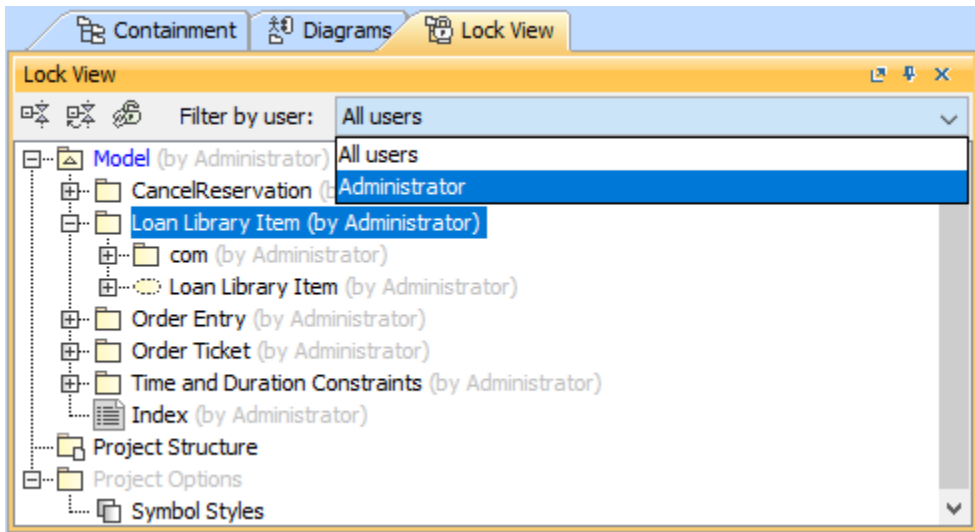 Containment Diagrams Lock View
Lock View
Filter by user: All users
All users
Administrator
Model (by Administrator)
CancelReservation (
Loan Library Item (by Administrator)
com (by Administrator)
Loan Library Item (by Administrator)
Order Entry (by Administrator)
Order Ticket (by Administrator)
Time and Duration Constraints (by Administrator)
Index (by Administrator)
Project Structure
Project Options
Symbol Styles